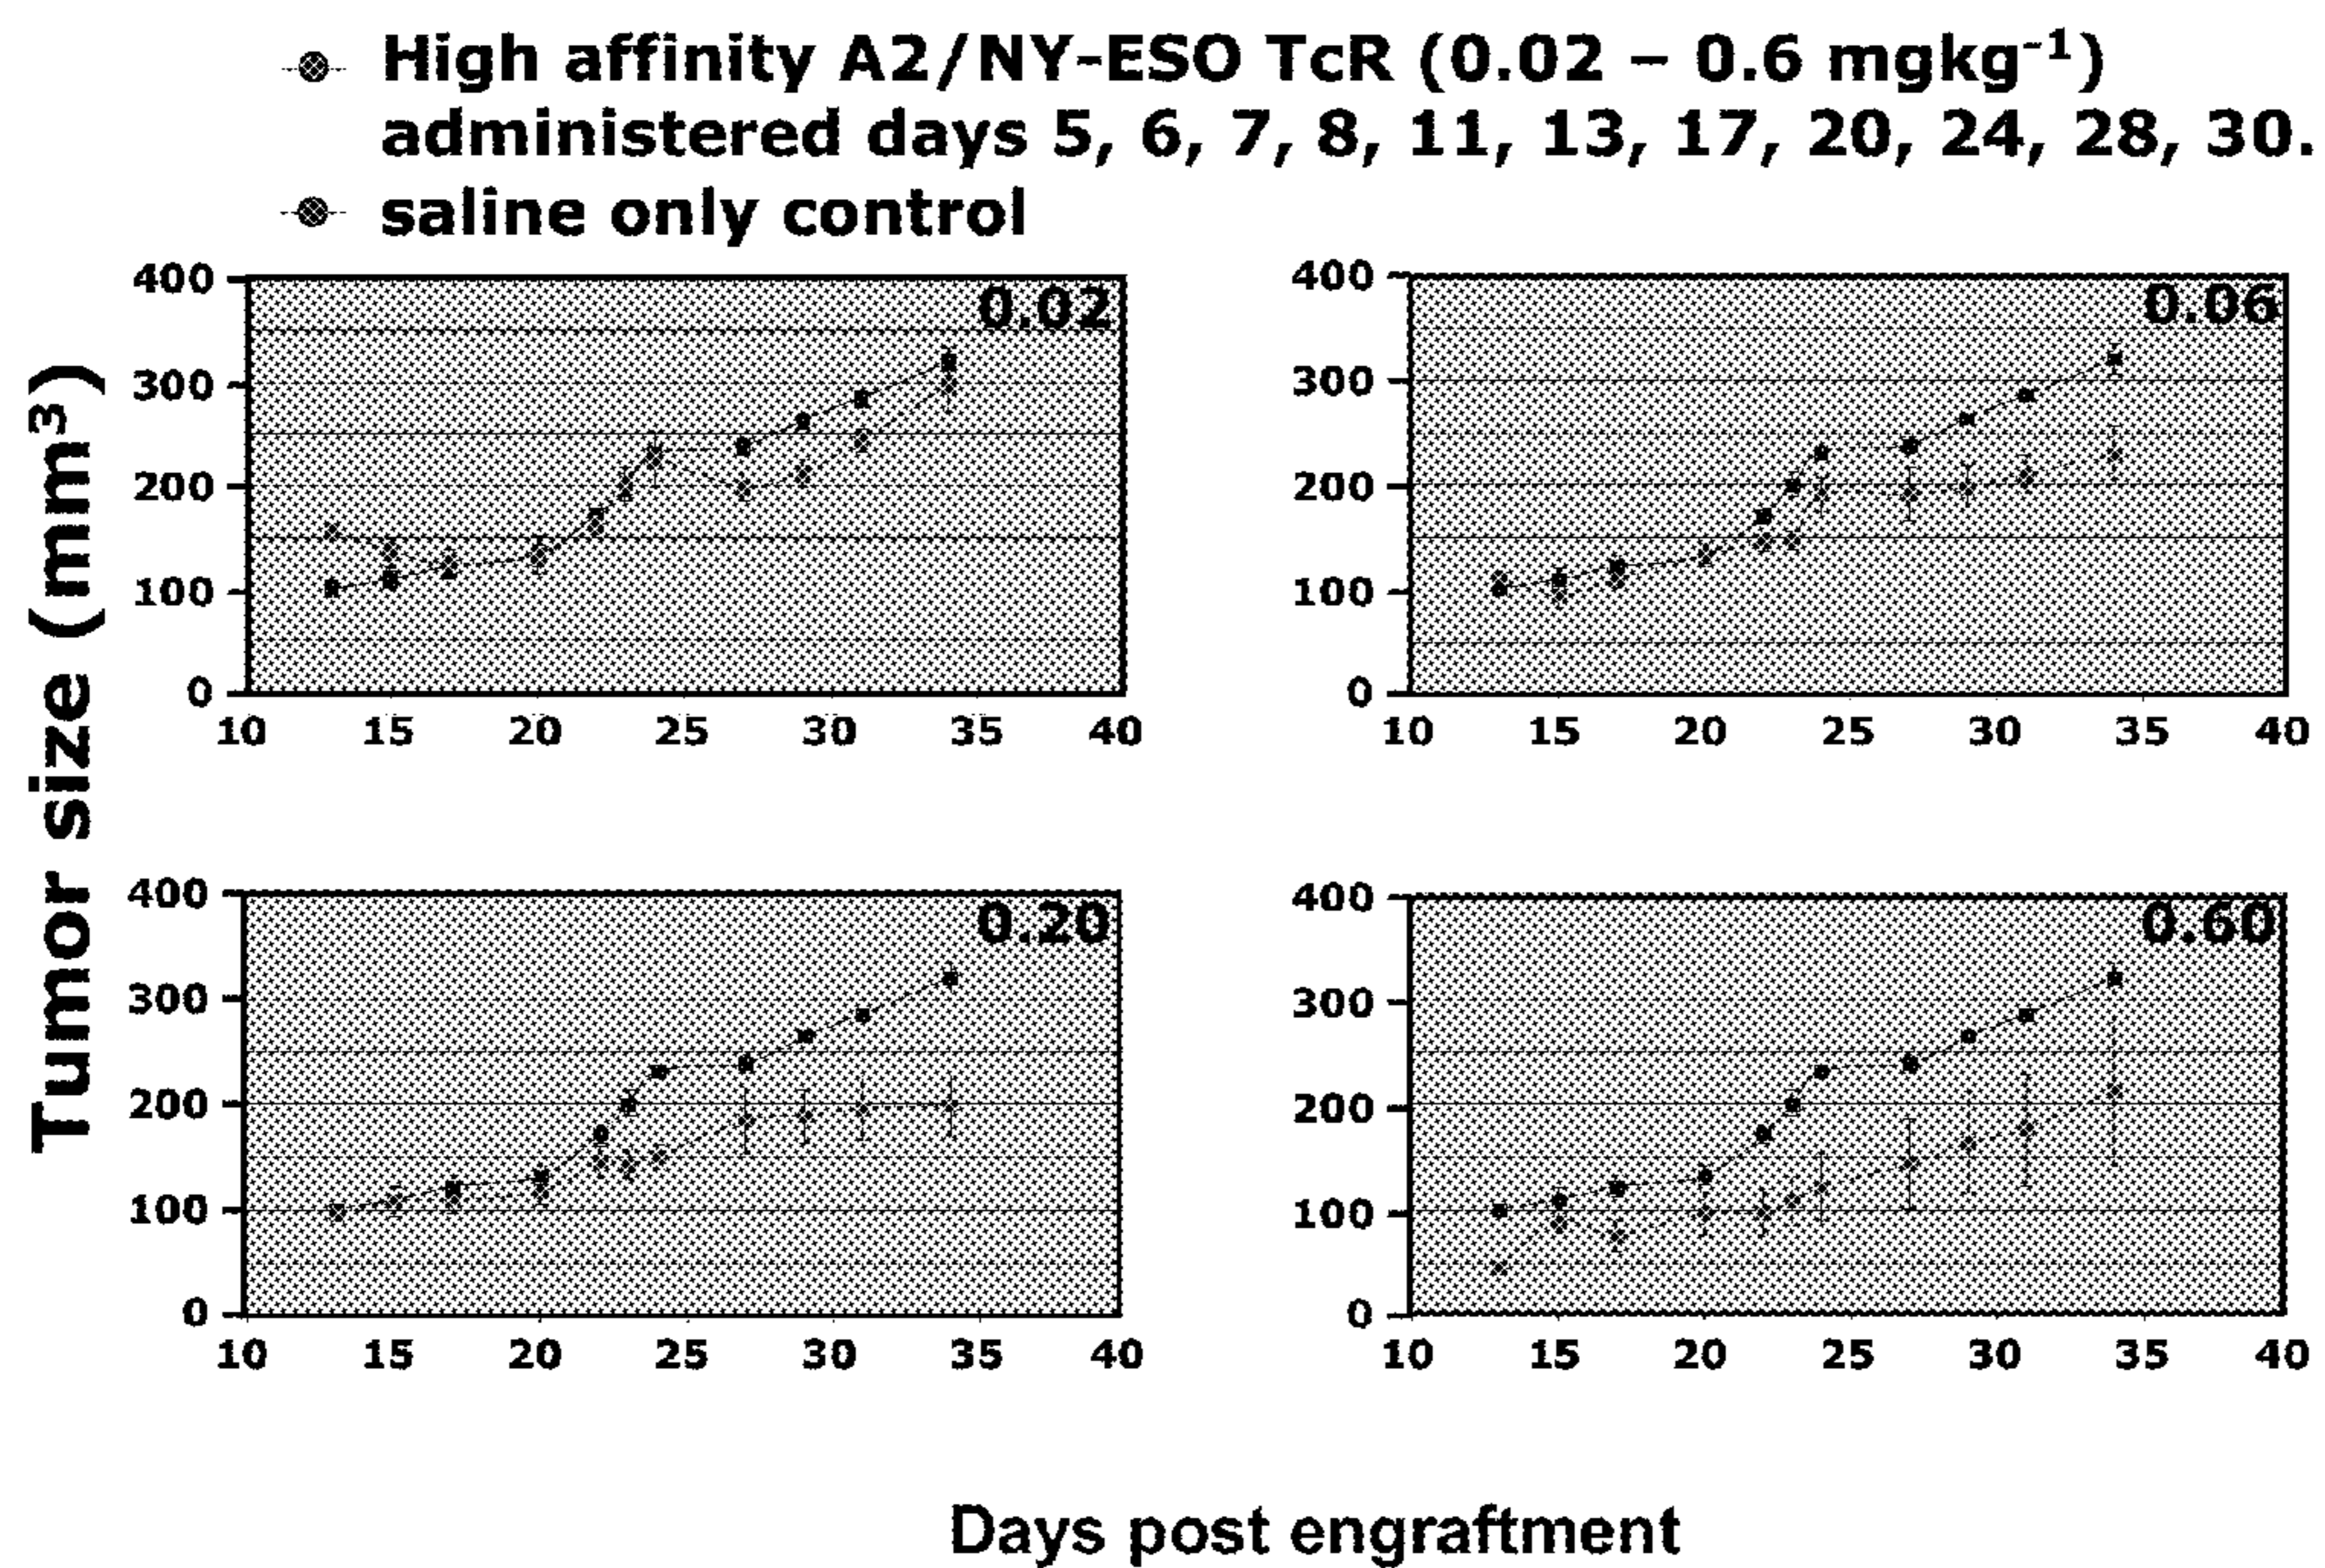 High affinity A2/NY-ESO TcR (0.02 – 0.6 mgkg⁻¹)
administered days 5, 6, 7, 8, 11, 13, 17, 20, 24, 28, 30.
saline only control
Tumor size (mm³)
400
300
200
100
0
0.02
10 15 20 25 30 35 40
400
300
200
100
0
0.06
10 15 20 25 30 35 40
400
300
200
100
0
0.20
10 15 20 25 30 35 40
400
300
200
100
0
0.60
10 15 20 25 30 35 40
Days post engraftment